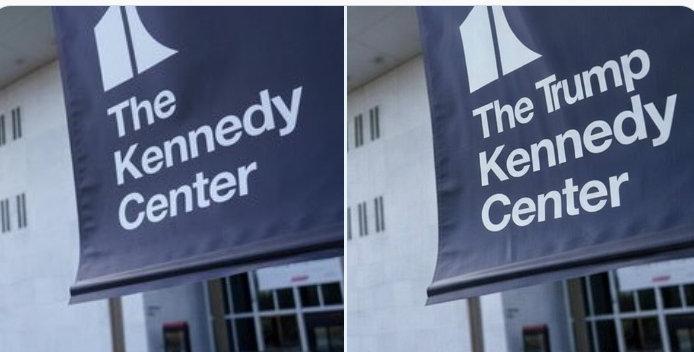 The
Kennedy
Center
The Trump
Kennedy
Center